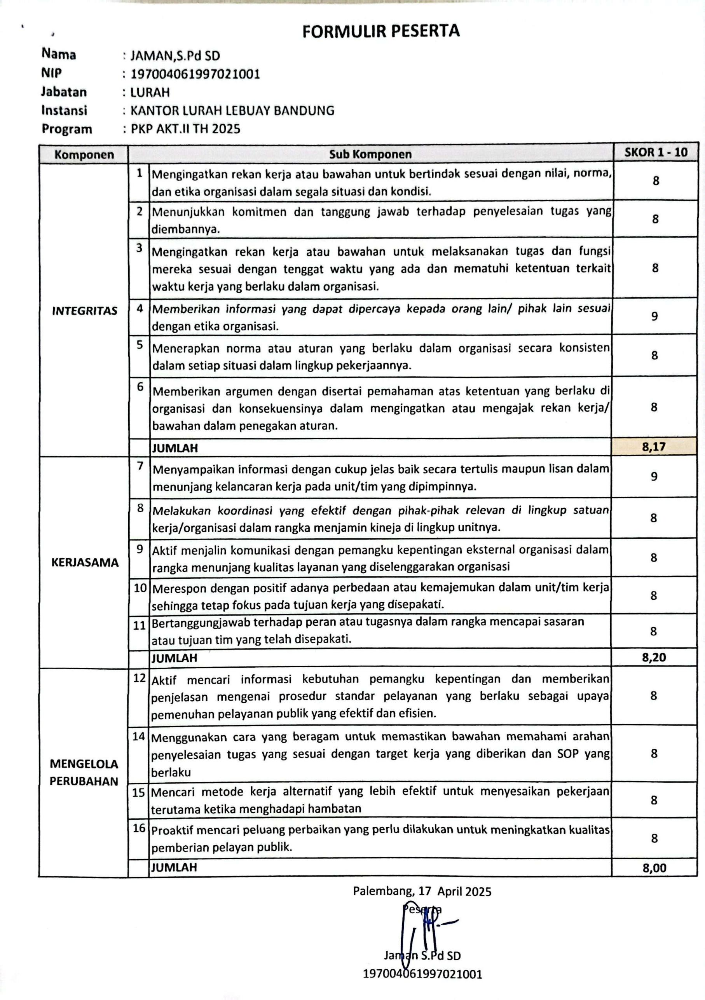 FORMULIR PESERTA
Nama : JAMAN,S.Pd SD
NIP : 197004061997021001
Jabatan : LURAH
Instansi : KANTOR LURAH LEBUAY BANDUNG
Program : PKP AKT.II TH 2025
Komponen Sub Komponen SKOR 1 - 10
INTEGRITAS
1 Mengingatkan rekan kerja atau bawahan untuk bertindak sesuai dengan nilai, norma,
dan etika organisasi dalam segala situasi dan kondisi.
8
2 Menunjukkan komitmen dan tanggung jawab terhadap penyelesaian tugas yang
diembannya.
8
3 Mengingatkan rekan kerja atau bawahan untuk melaksanakan tugas dan fungsi
mereka sesuai dengan tenggat waktu yang ada dan mematuhi ketentuan terkait
waktu kerja yang berlaku dalam organisasi.
8
4 Memberikan informasi yang dapat dipercaya kepada orang lain/ pihak lain sesuai
dengan etika organisasi.
9
5 Menerapkan norma atau aturan yang berlaku dalam organisasi secara konsisten
dalam setiap situasi dalam lingkup pekerjaannya.
8
6 Memberikan argumen dengan disertai pemahaman atas ketentuan yang berlaku di
organisasi dan konsekuensinya dalam mengingatkan atau mengajak rekan kerja/
bawahan dalam penegakan aturan.
8
JUMLAH 8,17
KERJASAMA
7 Menyampaikan informasi dengan cukup jelas baik secara tertulis maupun lisan dalam
menunjang kelancaran kerja pada unit/tim yang dipimpinnya.
9
8 Melakukan koordinasi yang efektif dengan pihak-pihak relevan di lingkup satuan
kerja/organisasi dalam rangka menjamin kineja di lingkup unitnya.
8
9 Aktif menjalin komunikasi dengan pemangku kepentingan eksternal organisasi dalam
rangka menunjang kualitas layanan yang diselenggarakan organisasi
8
10 Merespon dengan positif adanya perbedaan atau kemajemukan dalam unit/tim kerja
sehingga tetap fokus pada tujuan kerja yang disepakati.
8
11 Bertanggungjawab terhadap peran atau tugasnya dalam rangka mencapai sasaran
atau tujuan tim yang telah disepakati.
8
JUMLAH 8,20
MENGELOLA
PERUBAHAN
12 Aktif mencari informasi kebutuhan pemangku kepentingan dan memberikan
penjelasan mengenai prosedur standar pelayanan yang berlaku sebagai upaya
pemenuhan pelayanan publik yang efektif dan efisien.
8
14 Menggunakan cara yang beragam untuk memastikan bawahan memahami arahan
penyelesaian tugas yang sesuai dengan target kerja yang diberikan dan SOP yang
berlaku
8
15 Mencari metode kerja alternatif yang lebih efektif untuk menyesaikan pekerjaan
terutama ketika menghadapi hambatan
8
16 Proaktif mencari peluang perbaikan yang perlu dilakukan untuk meningkatkan kualitas
pemberian pelayan publik.
8
JUMLAH 8,00
Palembang, 17 April 2025
Peserta
Jaman S.Pd SD
197004061997021001